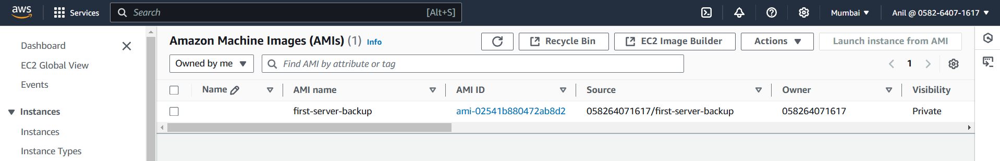 aws Services Search [Alt+S] Mumbai Anil @ 0582-6407-1617
Dashboard
EC2 Global View
Events
Instances
Instances
Instance Types
Amazon Machine Images (AMIs) (1) Info Recycle Bin EC2 Image Builder Actions Launch instance from AMI
Owned by me Find AMI by attribute or tag 1
Name AMI name AMI ID Source Owner Visibility
first-server-backup ami-02541b880472ab8d2 058264071617/first-server-backup 058264071617 Private